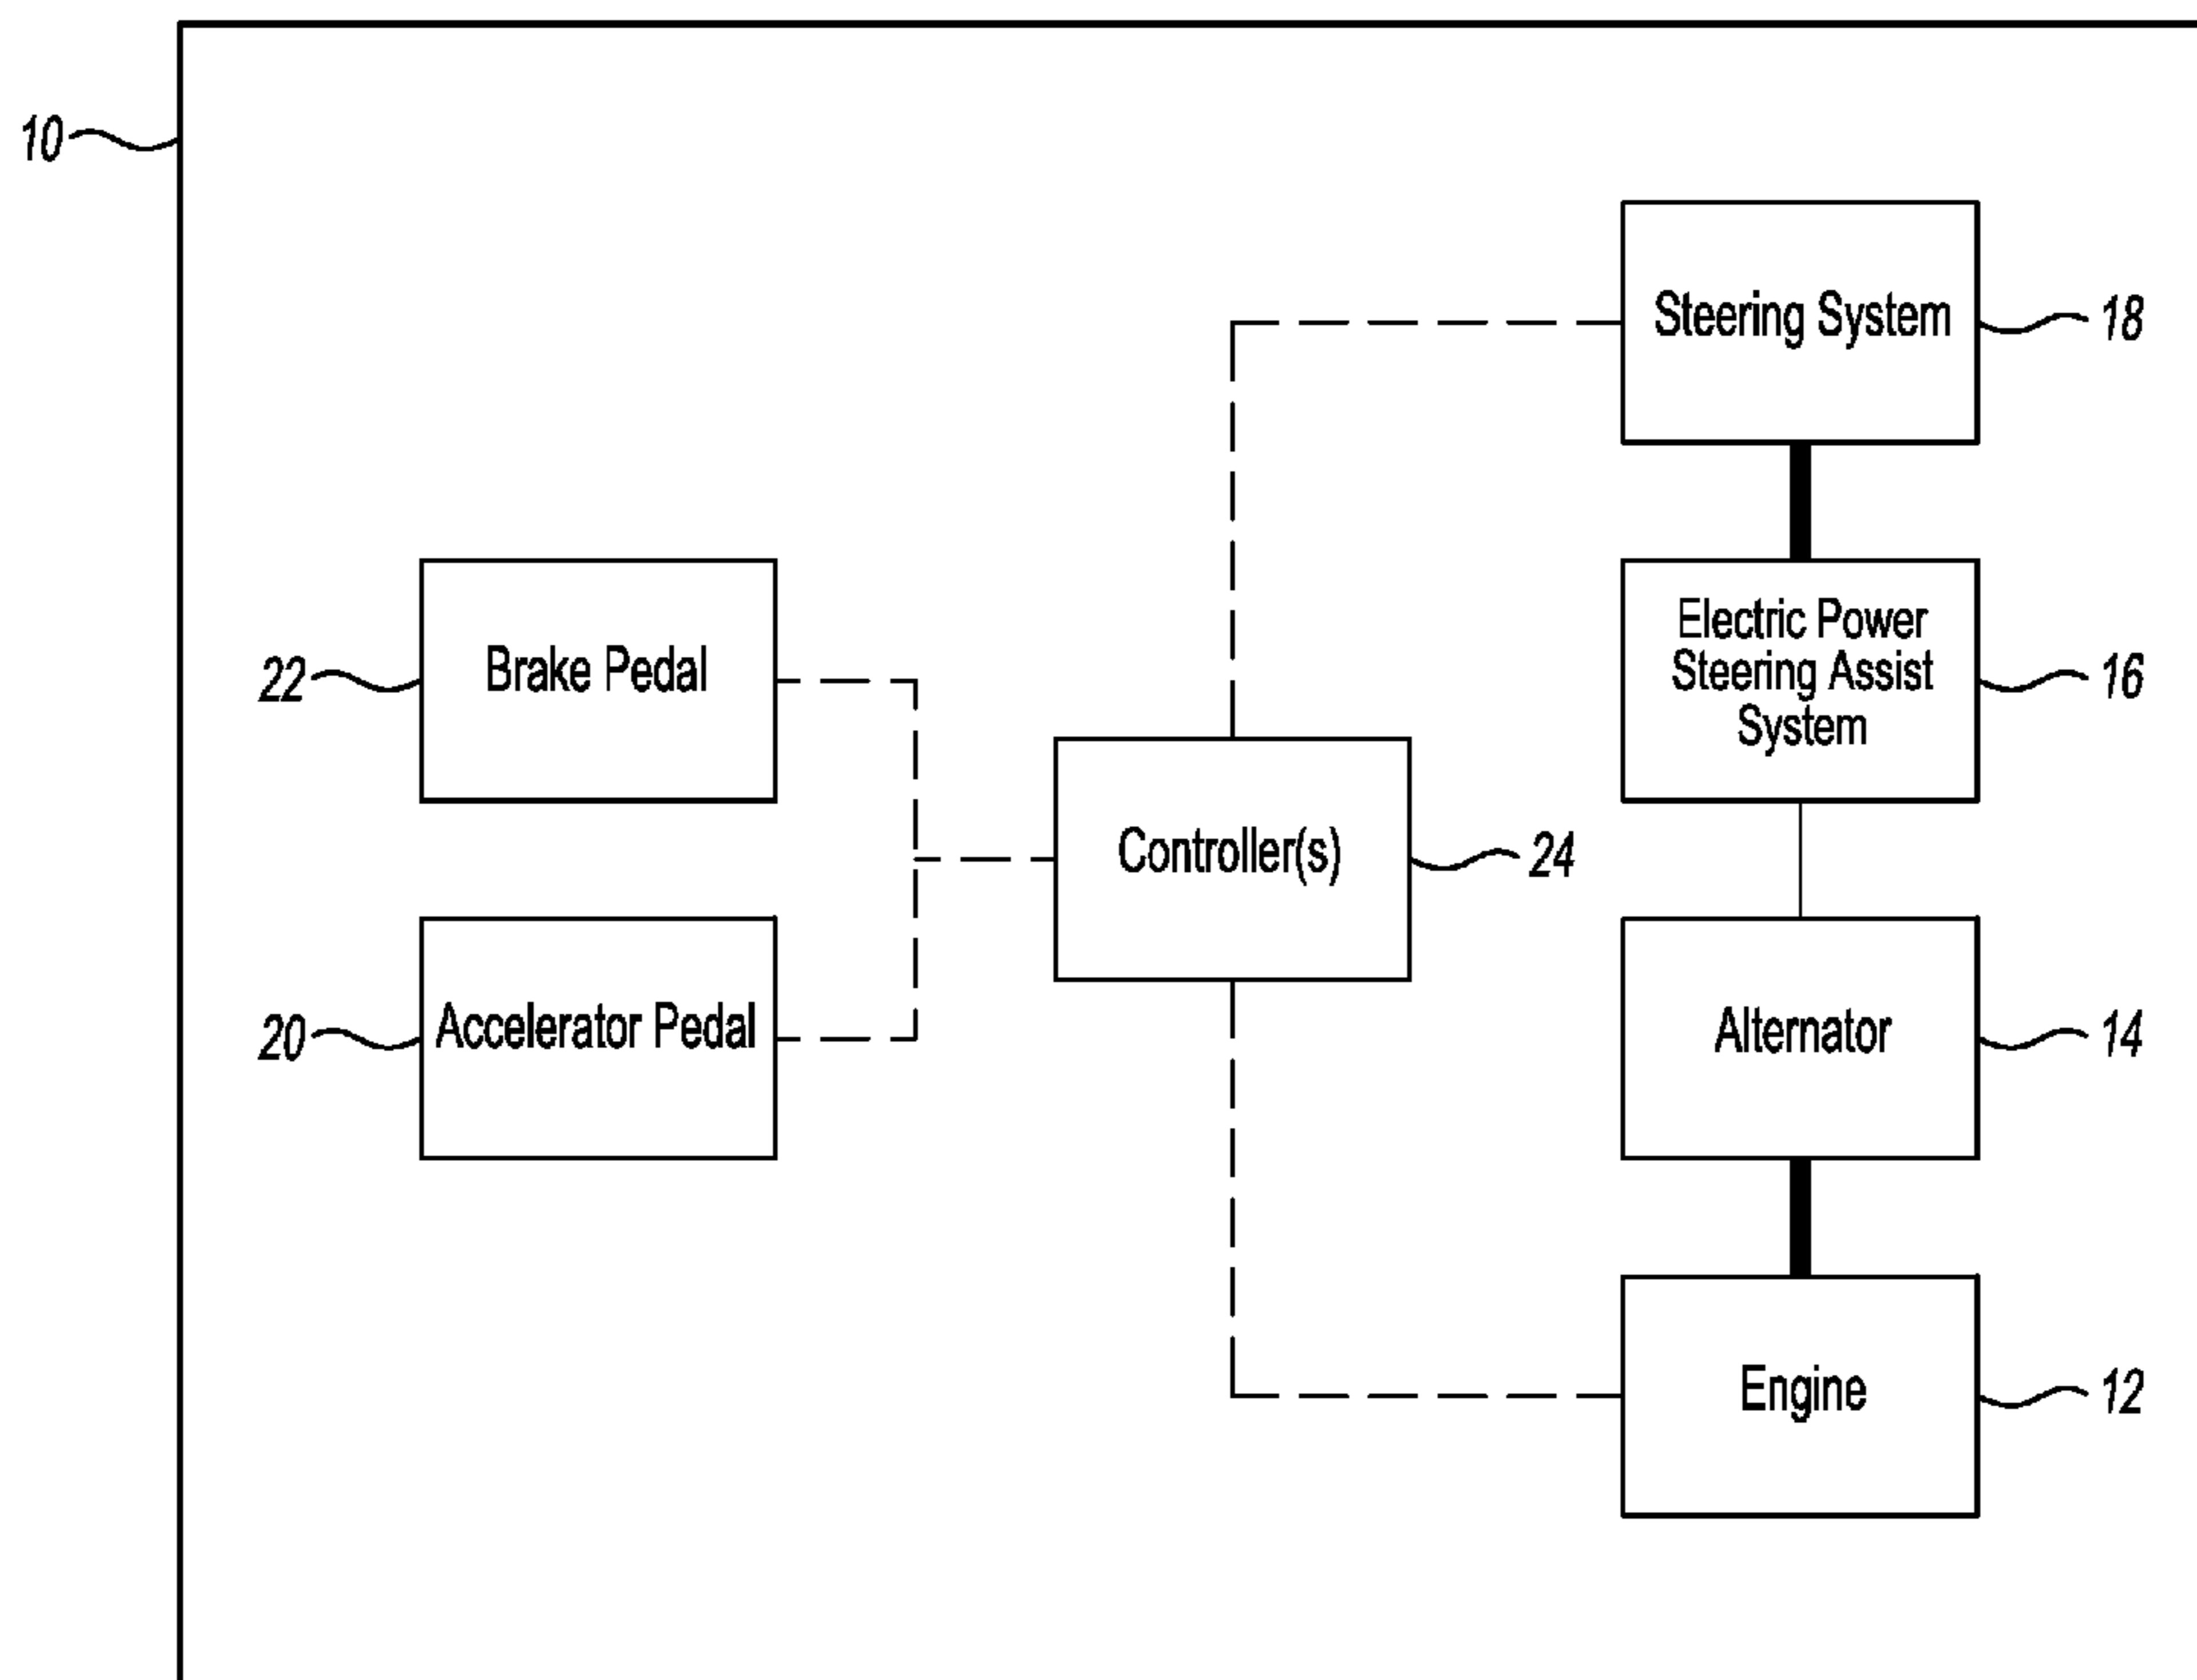 10
Steering System
18
Electric Power
Steering Assist
System
16
Brake Pedal
22
Controller(s)
24
Accelerator Pedal
20
Alternator
14
Engine
12